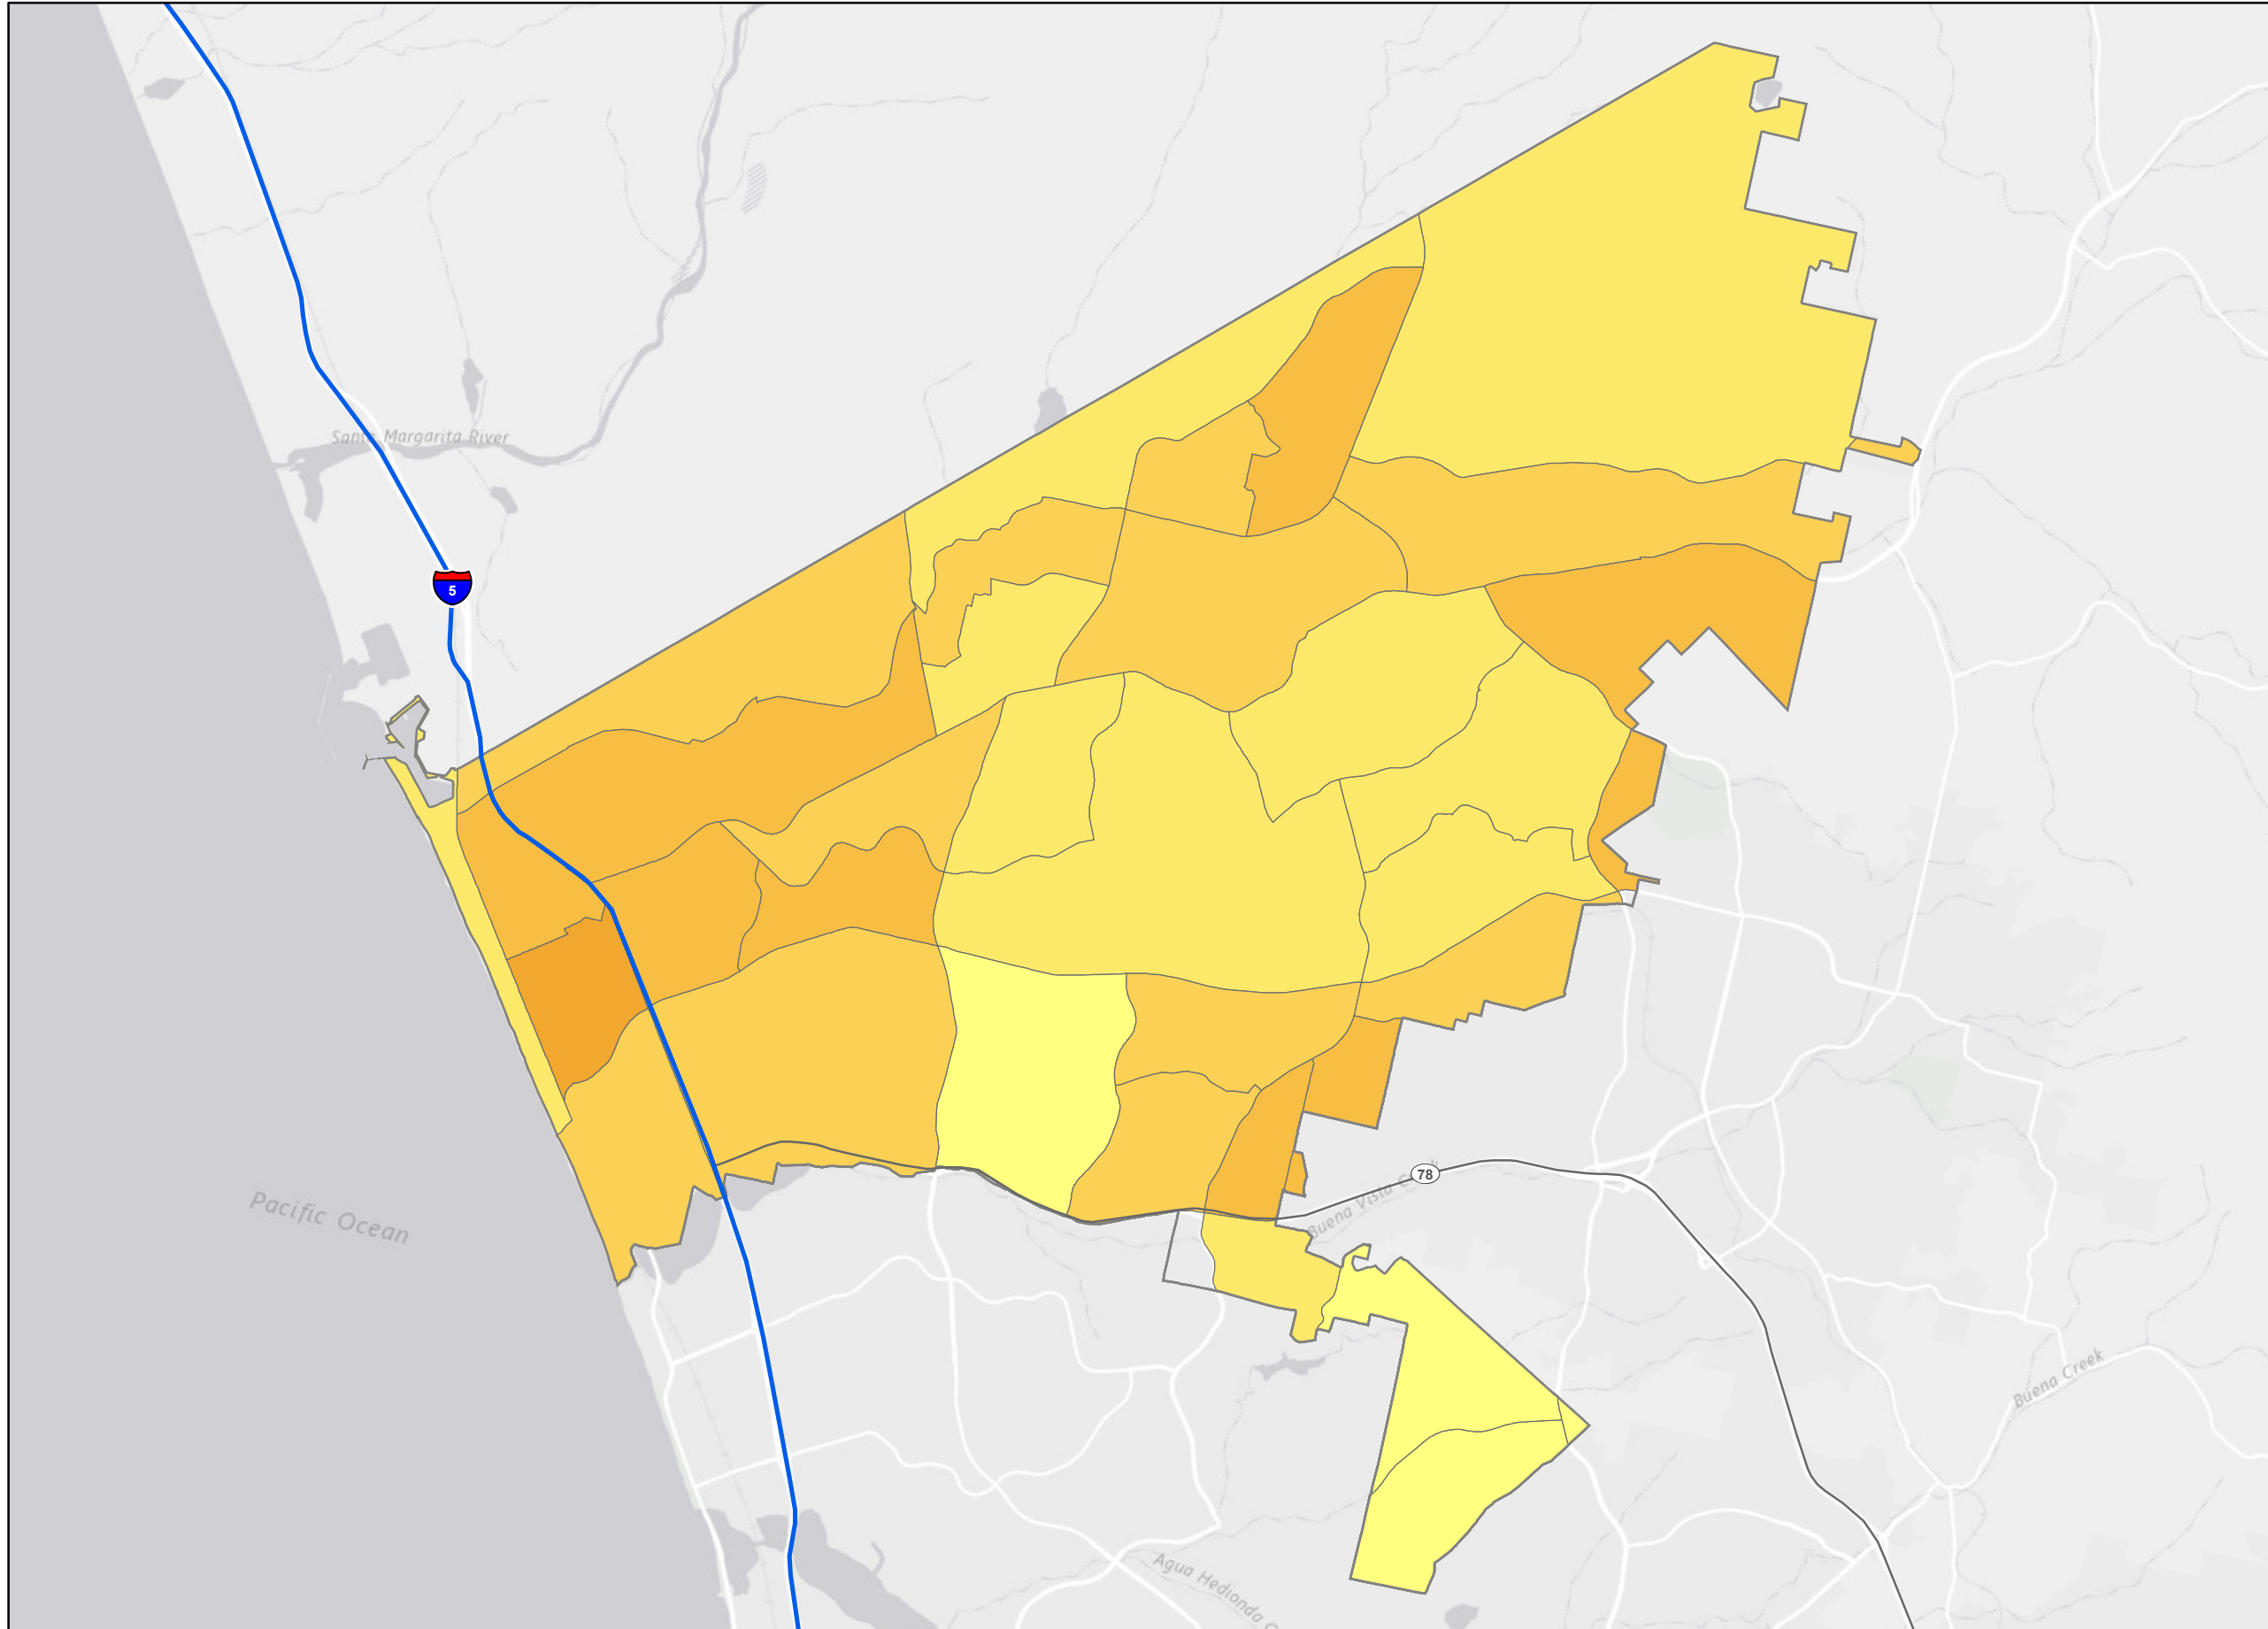 Santa Margarita River
5
Pacific Ocean
78
Buena Vista
Buena Creek
Agua Hedionda